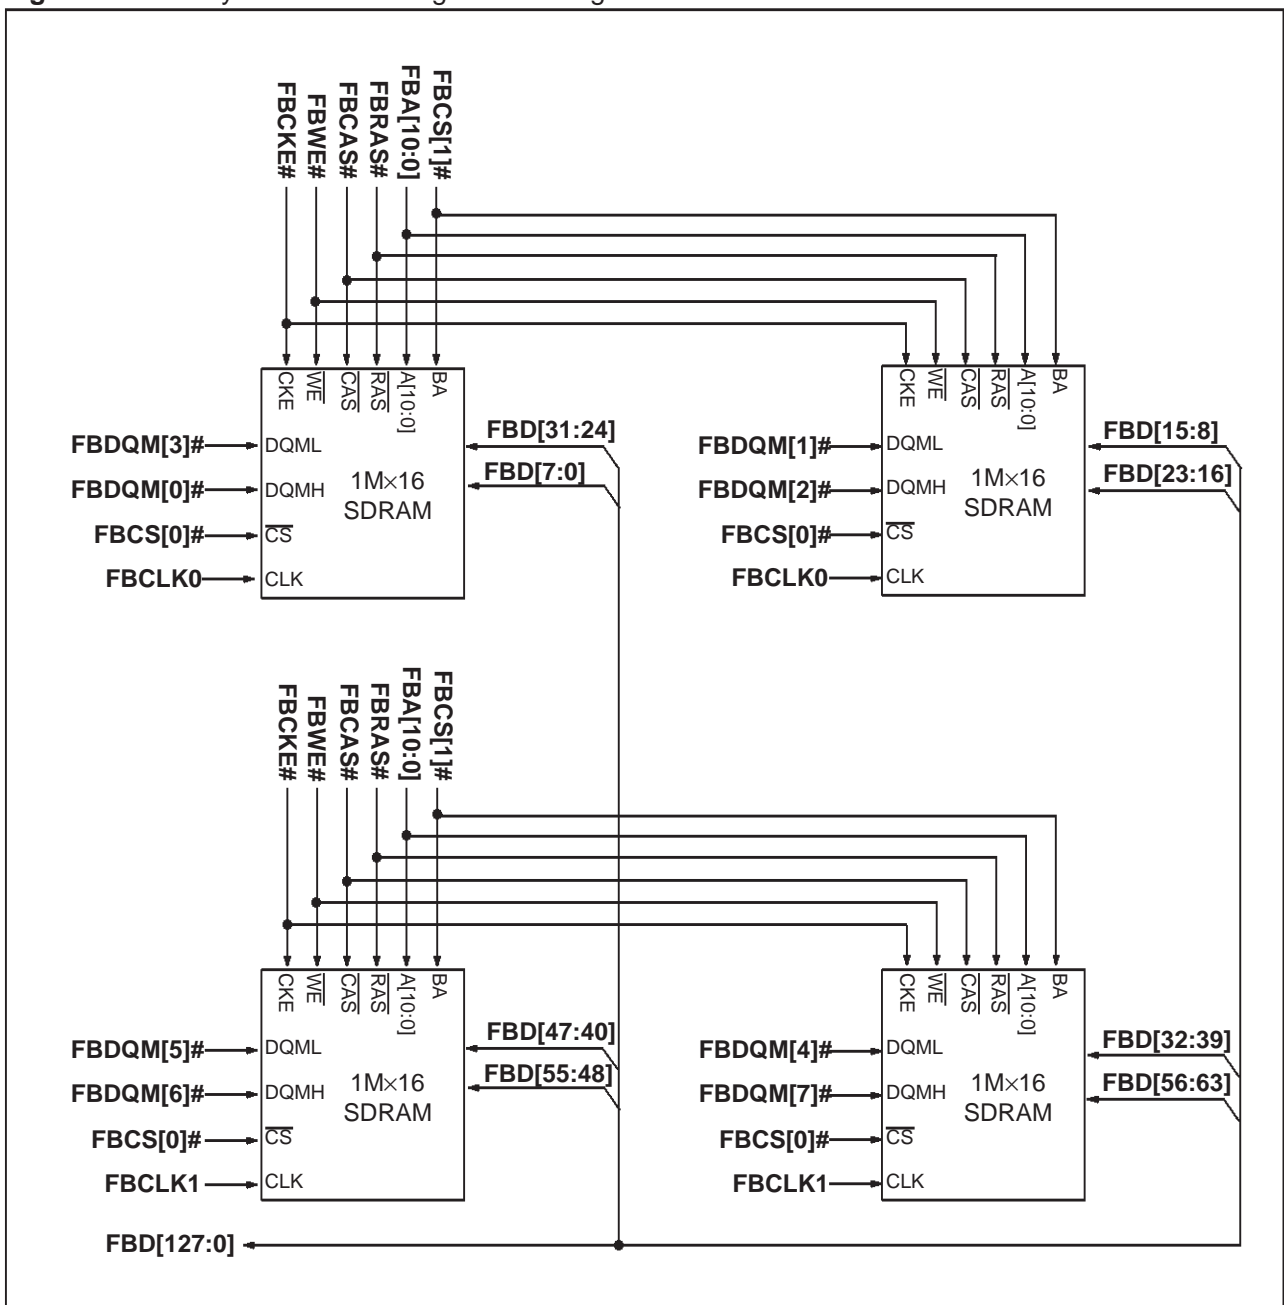 FBCKE#
FBWE#
FBCAS#
FBRAS#
FBA[10:0]
FBCS[1]#
CKE
WE
CAS
RAS
A[10:0]
BA
FBDQM[3]#
DQML
FBDQM[0]#
DQMH
FBCS[0]#
CS
FBCLK0
CLK
1M×16
SDRAM
FBD[31:24]
FBD[7:0]
CKE
WE
CAS
RAS
A[10:0]
BA
FBDQM[1]#
DQML
FBDQM[2]#
DQMH
FBCS[0]#
CS
FBCLK0
CLK
1M×16
SDRAM
FBD[15:8]
FBD[23:16]
FBCKE#
FBWE#
FBCAS#
FBRAS#
FBA[10:0]
FBCS[1]#
CKE
WE
CAS
RAS
A[10:0]
BA
FBDQM[5]#
DQML
FBDQM[6]#
DQMH
FBCS[0]#
CS
FBCLK1
CLK
1M×16
SDRAM
FBD[47:40]
FBD[55:48]
CKE
WE
CAS
RAS
A[10:0]
BA
FBDQM[4]#
DQML
FBDQM[7]#
DQMH
FBCS[0]#
CS
FBCLK1
CLK
1M×16
SDRAM
FBD[32:39]
FBD[56:63]
FBD[127:0]